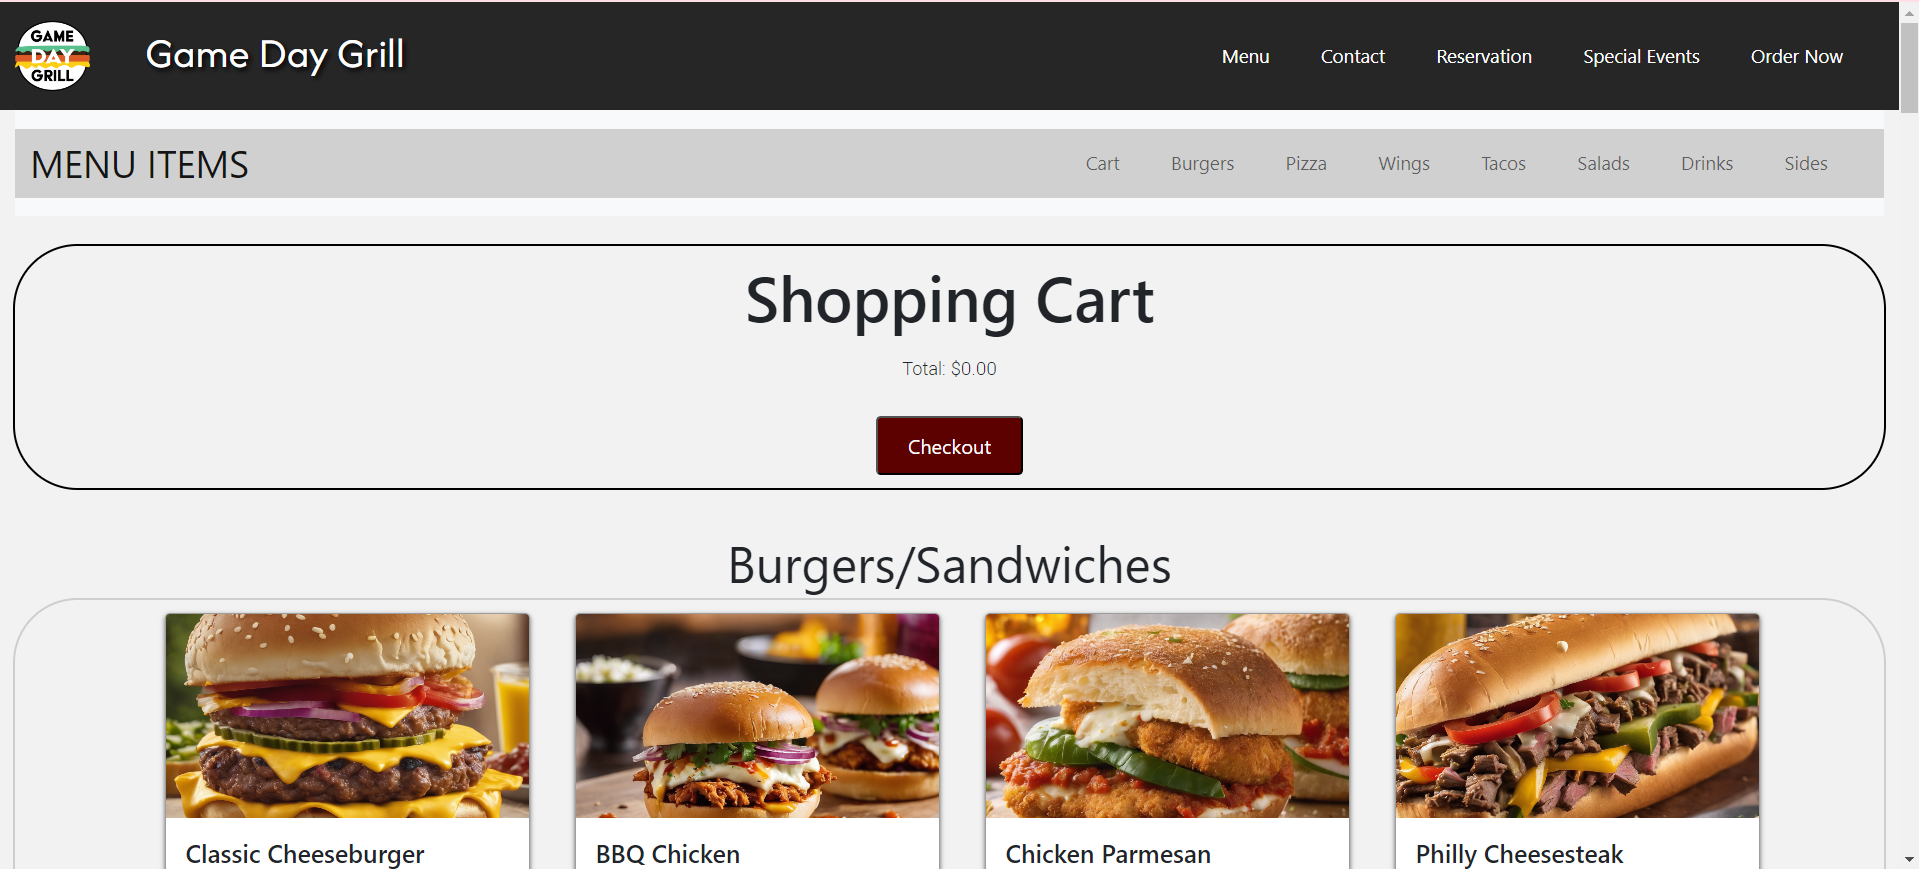 GAME
DAY
GRILL
Game Day Grill
Menu Contact Reservation Special Events Order Now
MENU ITEMS
Cart Burgers Pizza Wings Tacos Salads Drinks Sides
Shopping Cart
Total: $0.00
Checkout
Burgers/Sandwiches
Classic Cheeseburger
BBQ Chicken
Chicken Parmesan
Philly Cheesesteak